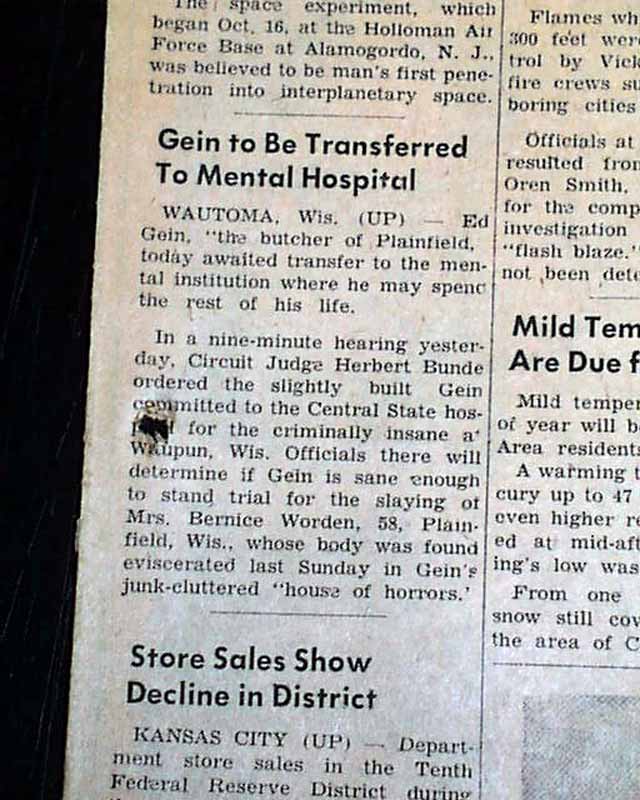 The space experiment, which
began Oct. 16, at the Holloman Air
Force Base at Alamogordo, N. J.,
was believed to be man's first pene-
tration into interplanetary space.
Gein to Be Transferred
To Mental Hospital
WAUTOMA, Wis. (UP) — Ed
Gein, "the butcher of Plainfield,
today awaited transfer to the men-
tal institution where he may spend
the rest of his life.
In a nine-minute hearing yester-
day, Circuit Judge Herbert Bunde
ordered the slightly built Gein
committed to the Central State hos-
for the criminally insane a'
Waupun, Wis. Officials there will
determine if Gein is sane enough
to stand trial for the slaying of
Mrs. Bernice Worden, 58, Plain-
field, Wis., whose body was found
eviscerated last Sunday in Gein's
junk-cluttered "house of horrors.'
Store Sales Show
Decline in District
KANSAS CITY (UP) — Depart-
ment store sales in the Tenth
Federal Reserve District during
Flames wh
300 feet were
trol by Vick
fire crews su
boring cities
Officials at
resulted from
Oren Smith,
for the comp
investigation
"flash blaze."
not been dete
Mild Tem
Are Due f
Mild temper
of year will b
Area residents
A warming t
cury up to 47
even higher re
ed at mid-aft
ing's low was
From one
snow still cov
the area of C